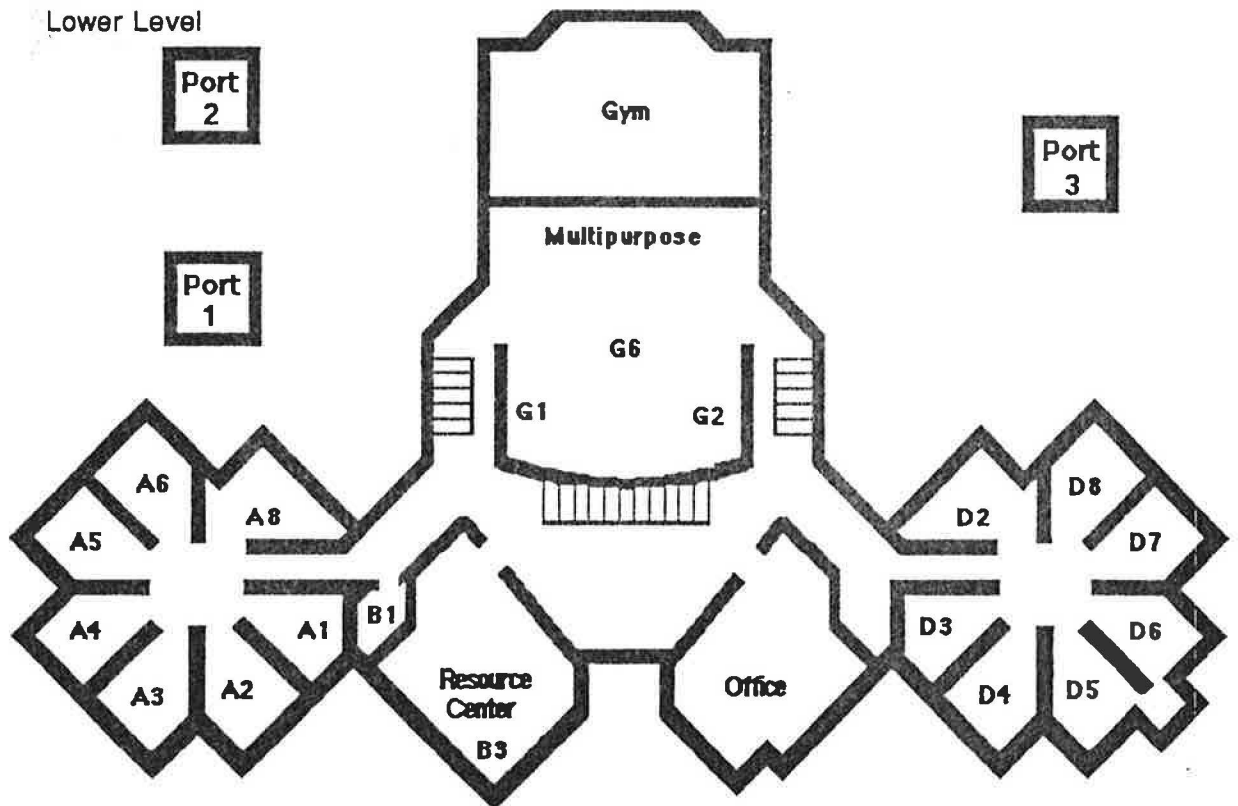 Lower Level
Port
2
Gym
Port
3
Multipurpose
Port
1
G6
G1
G2
A6
A8
D2
D8
A5
D7
A4
A1
B1
D3
D6
A3
A2
Resource
Center
Office
D4
D5
B3